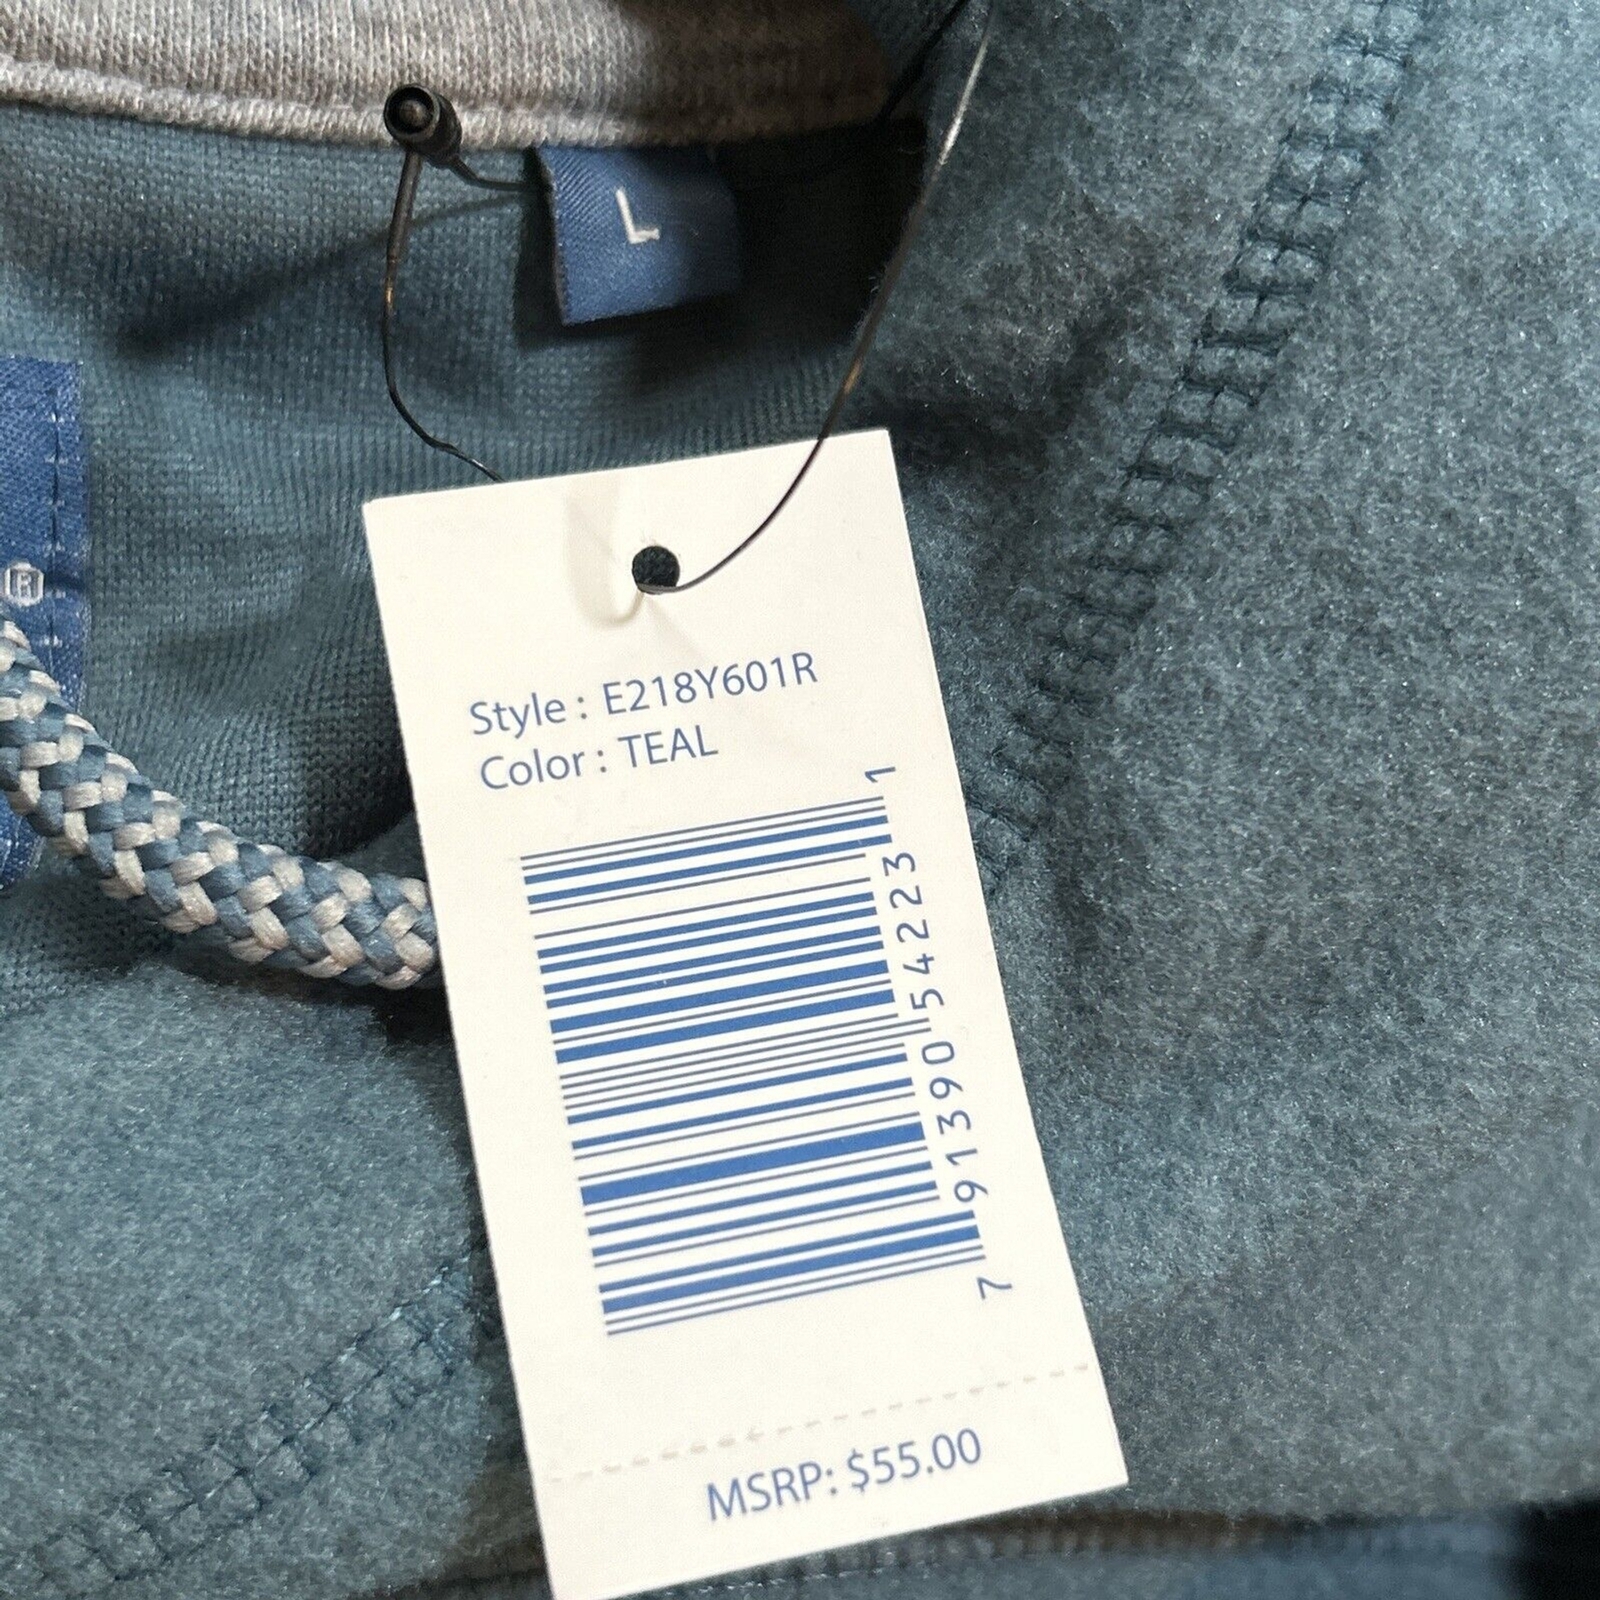 L
®
Style : E218Y601R
Color : TEAL
7 91390 54223 1
MSRP: $55.00